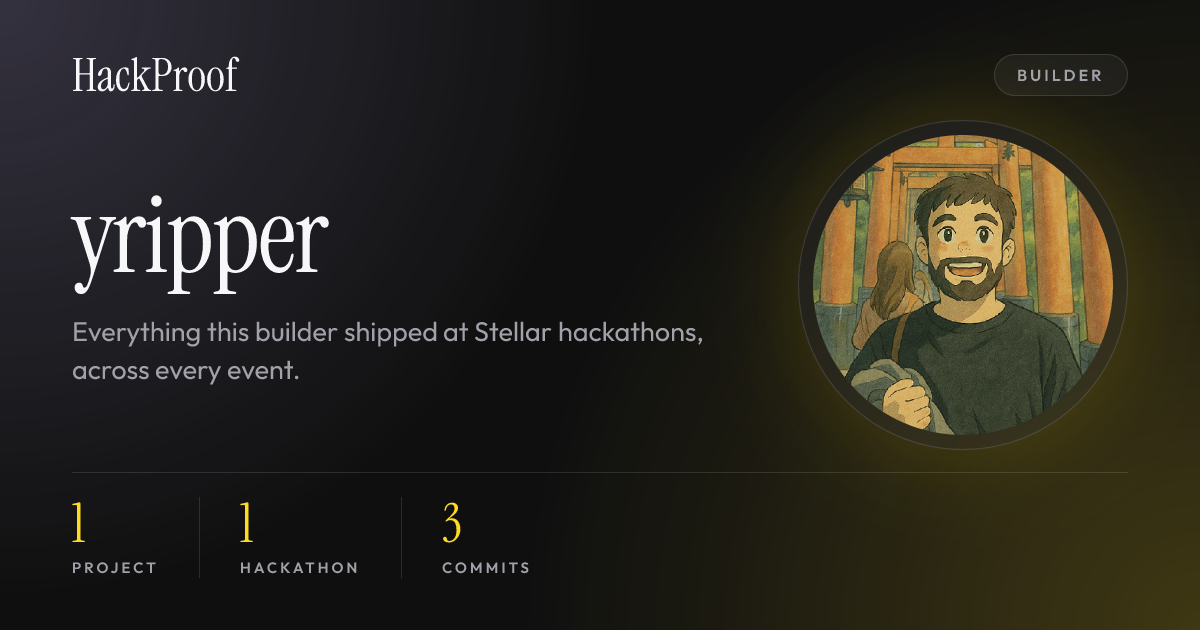 HackProof
BUILDER
yripper
Everything this builder shipped at Stellar hackathons,
across every event.
1
PROJECT
1
HACKATHON
3
COMMITS